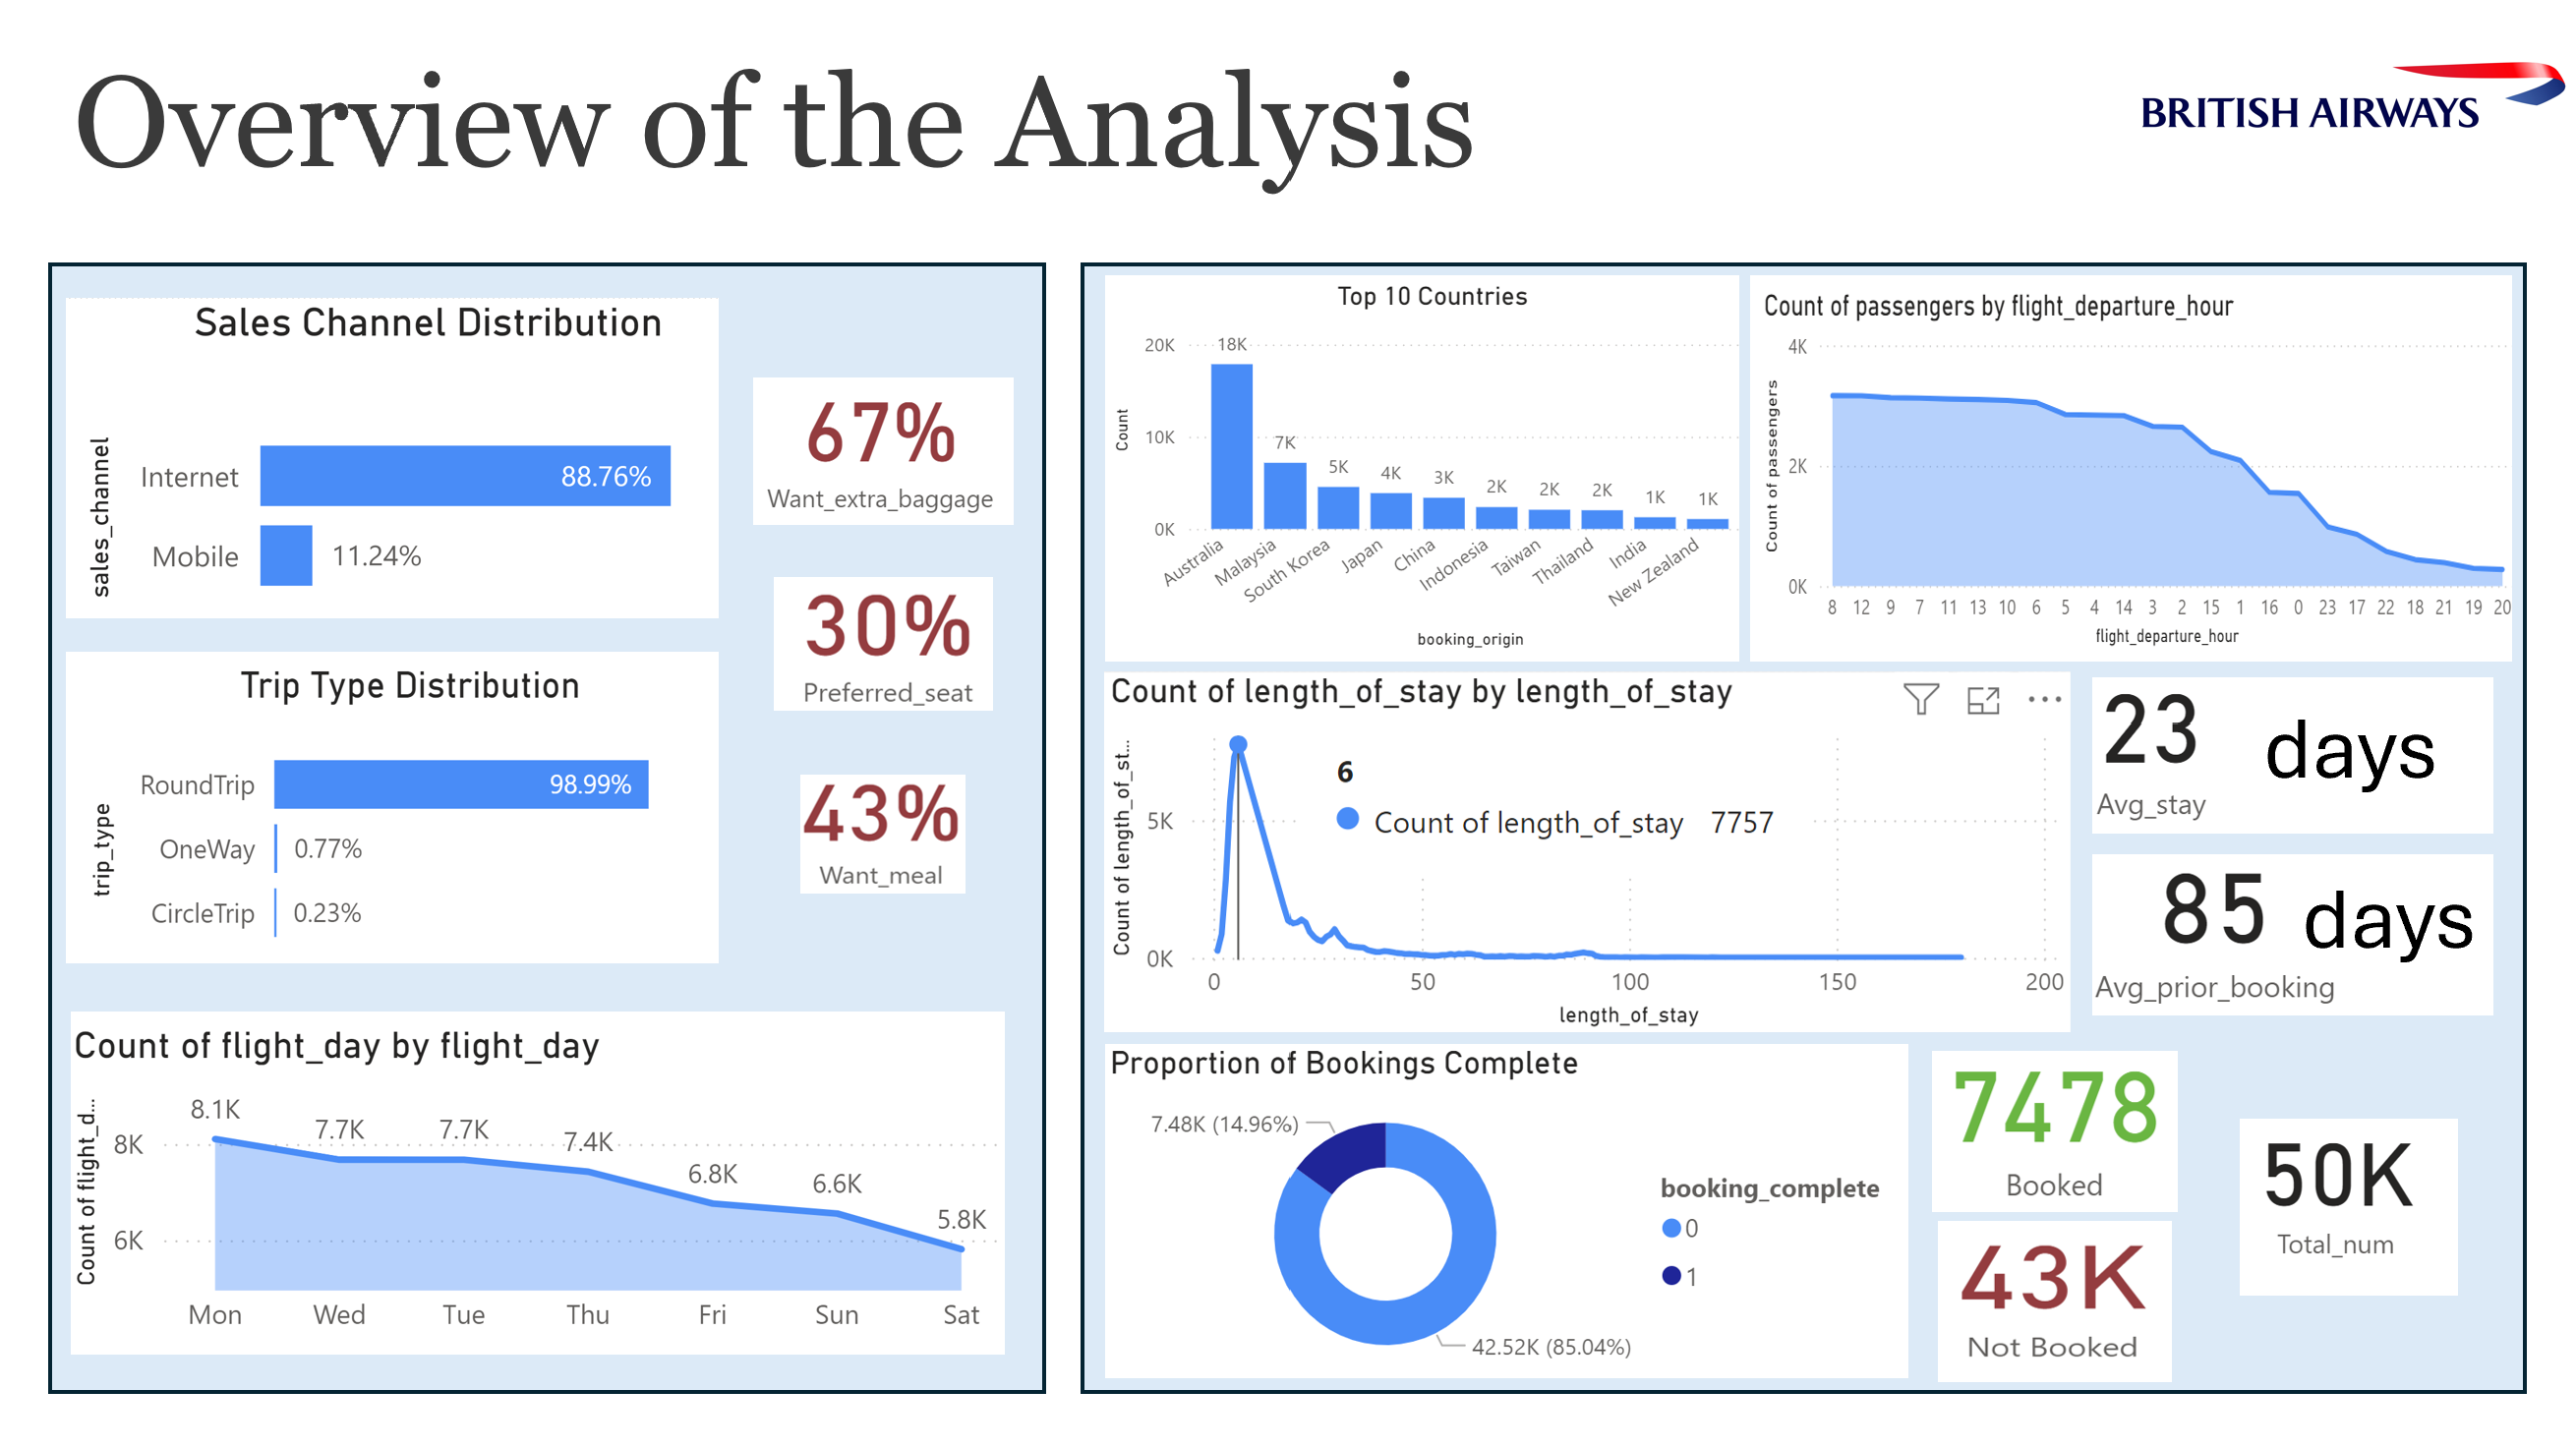 Overview of the Analysis
BRITISH AIRWAYS
Sales Channel Distribution
sales_channel
Internet
88.76%
Mobile
11.24%
67%
Want_extra_baggage
30%
Preferred_seat
43%
Want_meal
Trip Type Distribution
trip_type
RoundTrip
98.99%
OneWay
0.77%
CircleTrip
0.23%
Count of flight_day by flight_day
Count of flight_d...
8K
6K
8.1K
7.7K
7.7K
7.4K
6.8K
6.6K
5.8K
Mon Wed Tue Thu Fri Sun Sat
Top 10 Countries
Count
20K
10K
0K
18K
7K
5K
4K
3K
2K
2K
2K
1K
1K
Australia
Malaysia
South Korea
Japan
China
Indonesia
Taiwan
Thailand
India
New Zealand
booking_origin
Count of passengers by flight_departure_hour
Count of passengers
4K
2K
0K
8 12 9 7 11 13 10 6 5 4 14 3 2 15 1 16 0 23 17 22 18 21 19 20
flight_departure_hour
Count of length_of_stay by length_of_stay
Count of length_of_st...
5K
0K
6
Count of length_of_stay 7757
0 50 100 150 200
length_of_stay
23 days
Avg_stay
85 days
Avg_prior_booking
Proportion of Bookings Complete
7.48K (14.96%)
42.52K (85.04%)
booking_complete
0
1
7478
Booked
43K
Not Booked
50K
Total_num